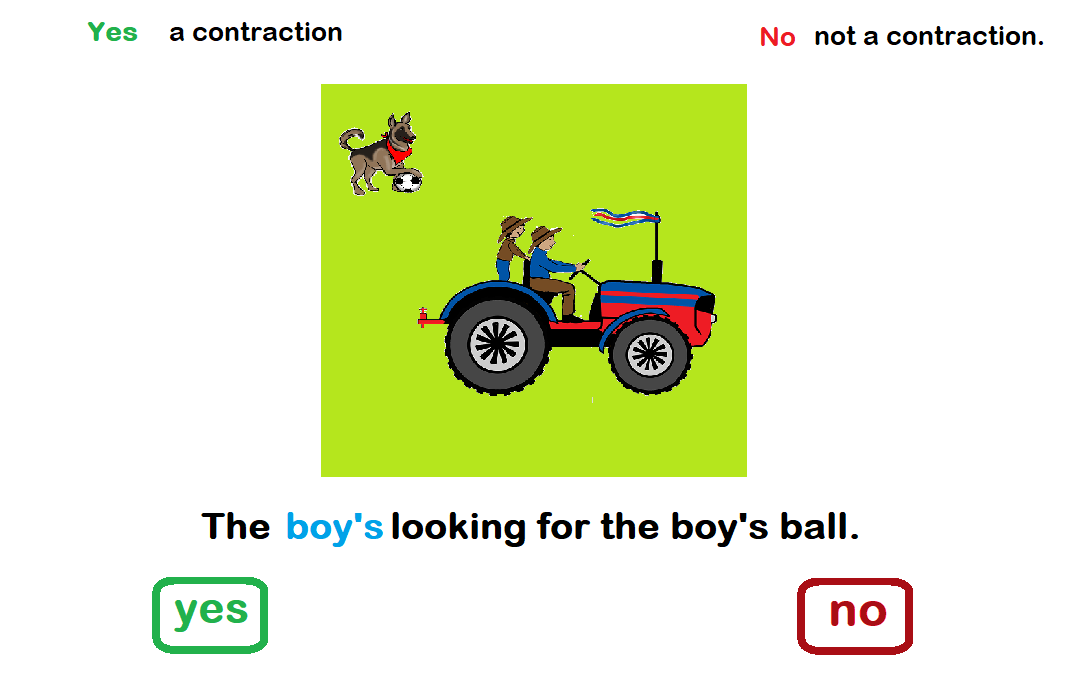 Yes a contraction
No not a contraction.
The boy's looking for the boy's ball.
yes
no